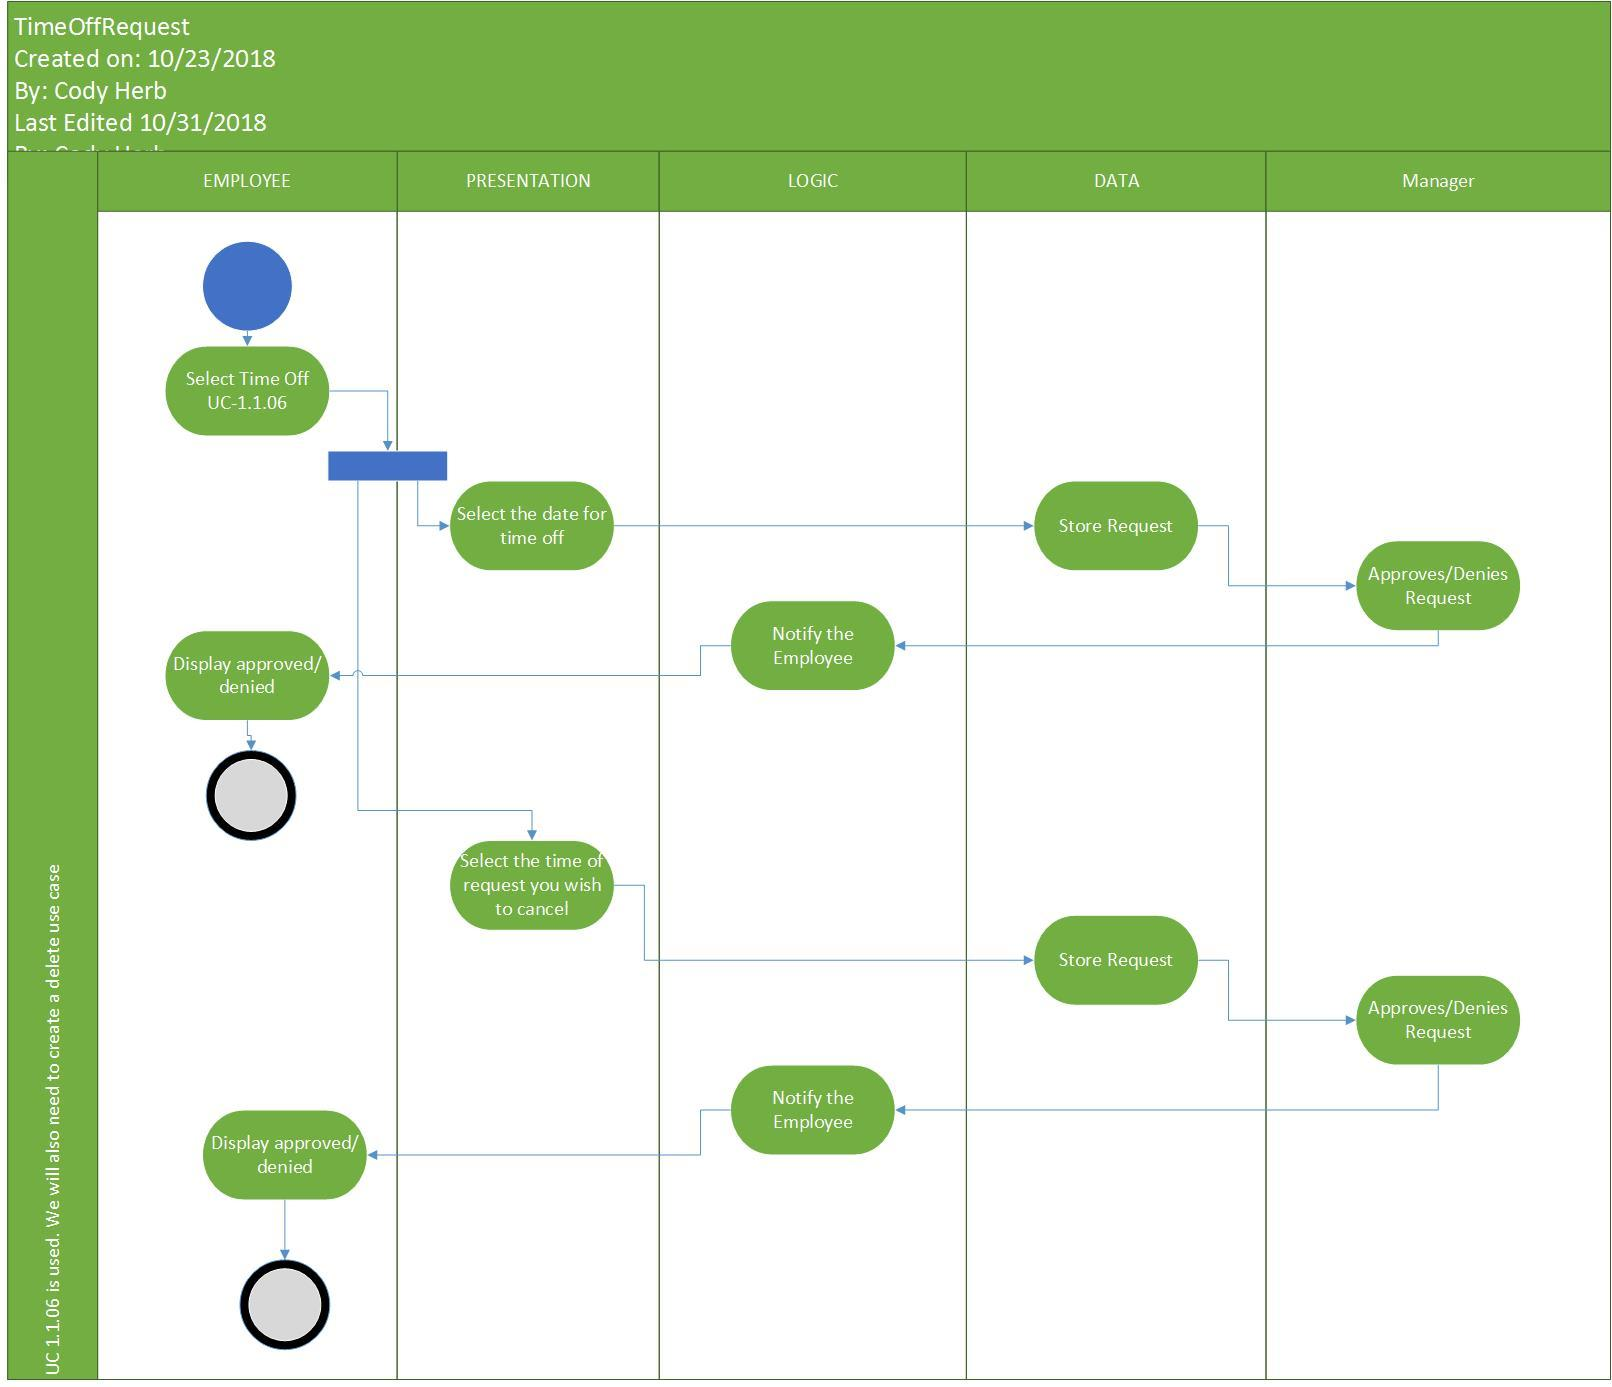 TimeOffRequest
Created on: 10/23/2018
By: Cody Herb
Last Edited 10/31/2018
By: Cody Herb
EMPLOYEE
PRESENTATION
LOGIC
DATA
Manager
Select Time Off
UC-1.1.06
Select the date for
time off
Store Request
Approves/Denies
Request
Notify the
Employee
Display approved/
denied
Select the time of
request you wish
to cancel
Store Request
Approves/Denies
Request
Notify the
Employee
Display approved/
denied
UC 1.1.06 is used. We will also need to create a delete use case